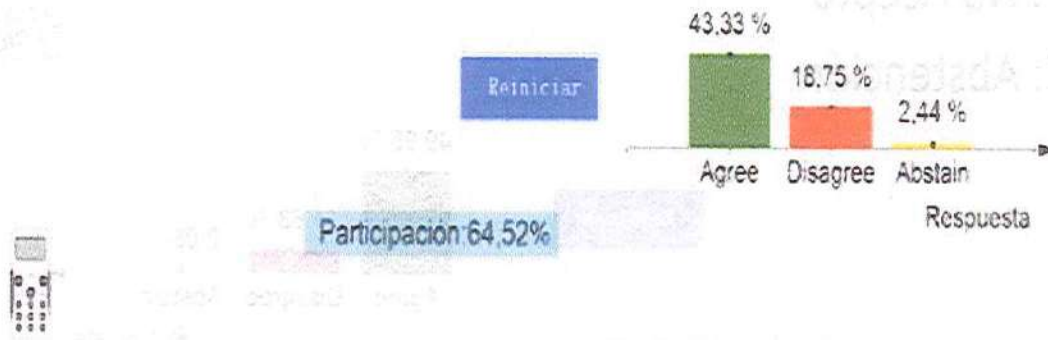 43,33 %
18,75 %
2,44 %
Reiniciar
Agree Disagree Abstain
Respuesta
Participación:64,52%